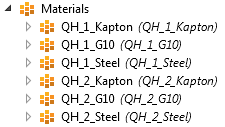 Materials
QH_1_Kapton (QH_1_Kapton)
QH_1_G10 (QH_1_G10)
QH_1_Steel (QH_1_Steel)
QH_2_Kapton (QH_2_Kapton)
QH_2_G10 (QH_2_G10)
QH_2_Steel (QH_2_Steel)